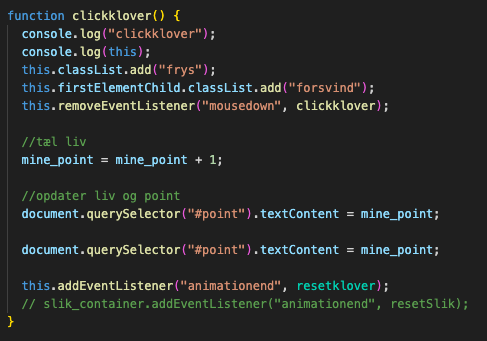 function clickklover() {
  console.log("clickklover");
  console.log(this);
  this.classList.add("frys");
  this.firstElementChild.classList.add("forsvind");
  this.removeEventListener("mousedown", clickklover);

  //tæl liv
  mine_point = mine_point + 1;

  //opdater liv og point
  document.querySelector("#point").textContent = mine_point;

  document.querySelector("#point").textContent = mine_point;

  this.addEventListener("animationend", resetklover);
  // slik_container.addEventListener("animationend", resetSlik);
}